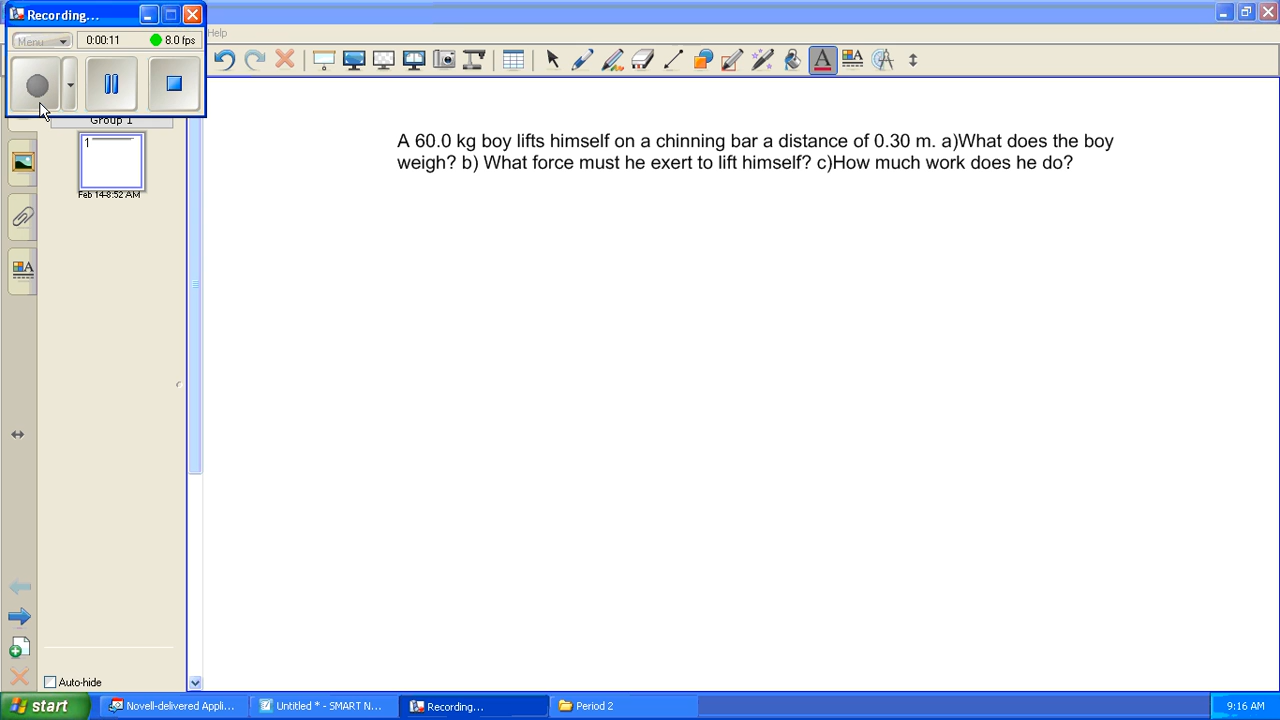 Recording...
Menu
0:00:11
8.0 fps
Help
Group 1
1
Feb 14-8:52 AM
A 60.0 kg boy lifts himself on a chinning bar a distance of 0.30 m. a)What does the boy
weigh? b) What force must he exert to lift himself? c)How much work does he do?
Auto-hide
start
Novell-delivered Appli...
Untitled * - SMART N...
Recording...
Period 2
9:16 AM